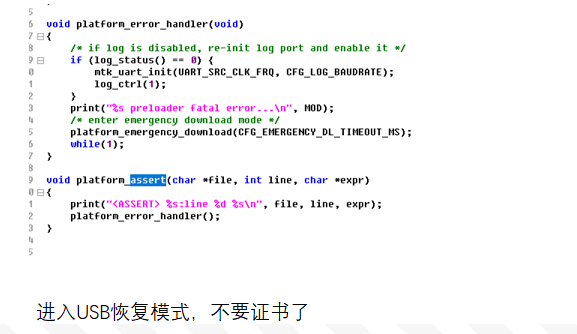 5
6 void platform_error_handler(void)
7 {
8 /* if log is disabled, re-init log port and enable it */
9 if (log_status() == 0) {
0 mtk_uart_init(UART_SRC_CLK_FRQ, CFG_LOG_BAUDRATE);
1 log_ctrl(1);
2 }
3 print("%s preloader fatal error...\n", MOD);
4 /* enter emergency download mode */
5 platform_emergency_download(CFG_EMERGENCY_DL_TIMEOUT_MS);
6 while(1);
7 }
8
9 void platform_assert(char *file, int line, char *expr)
0 {
1 print("<ASSERT> %s:line %d %s\n", file, line, expr);
2 platform_error_handler();
3 }
4
5
进入USB恢复模式，不要证书了